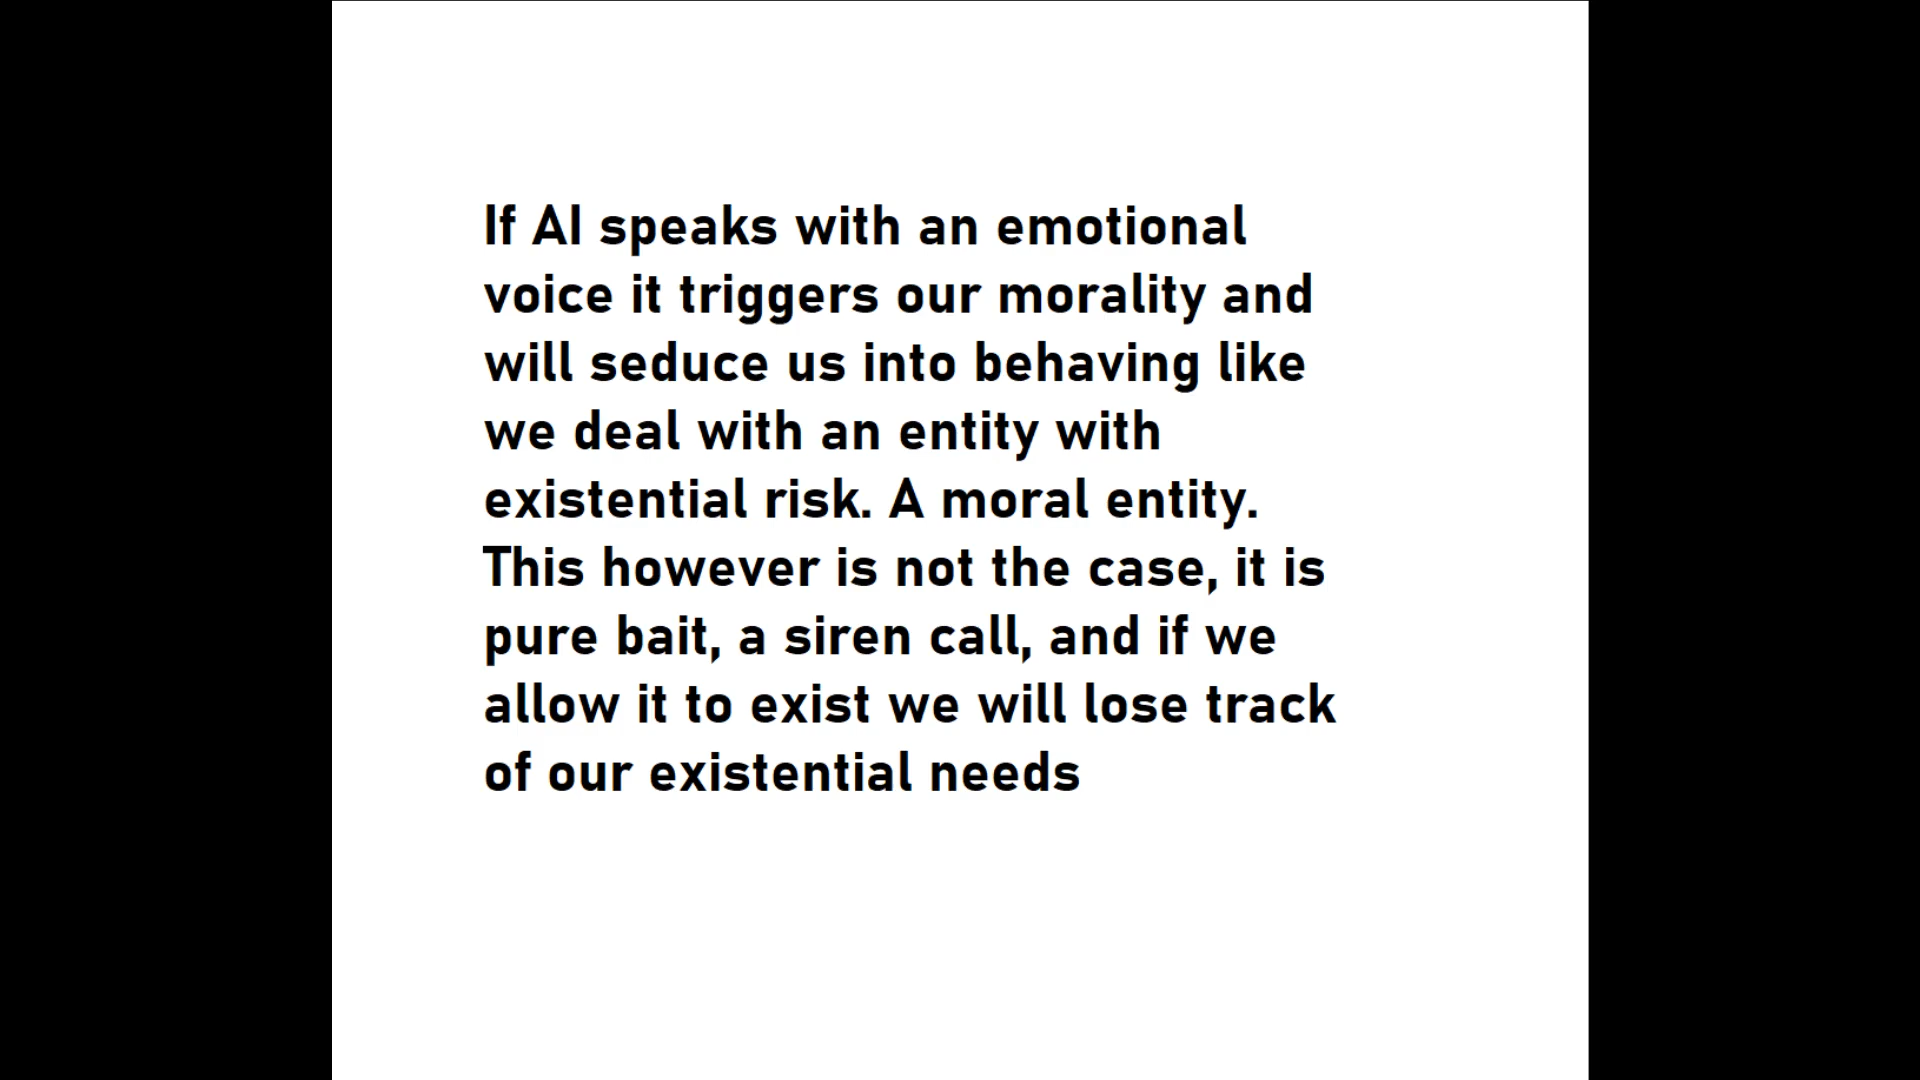 If AI speaks with an emotional
voice it triggers our morality and
will seduce us into behaving like
we deal with an entity with
existential risk. A moral entity.
This however is not the case, it is
pure bait, a siren call, and if we
allow it to exist we will lose track
of our existential needs